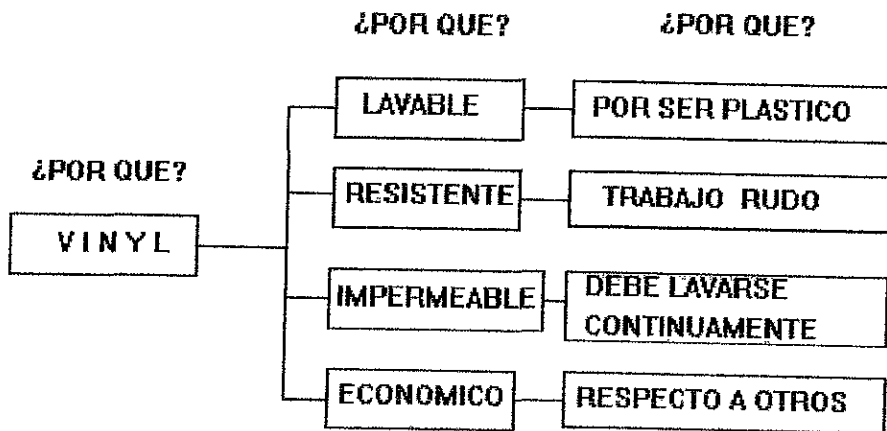 ¿POR QUE? ¿POR QUE?
LAVABLE POR SER PLASTICO
¿POR QUE?
RESISTENTE TRABAJO RUDO
V I N Y L
IMPERMEABLE DEBE LAVARSE
CONTINUAMENTE
ECONOMICO RESPECTO A OTROS